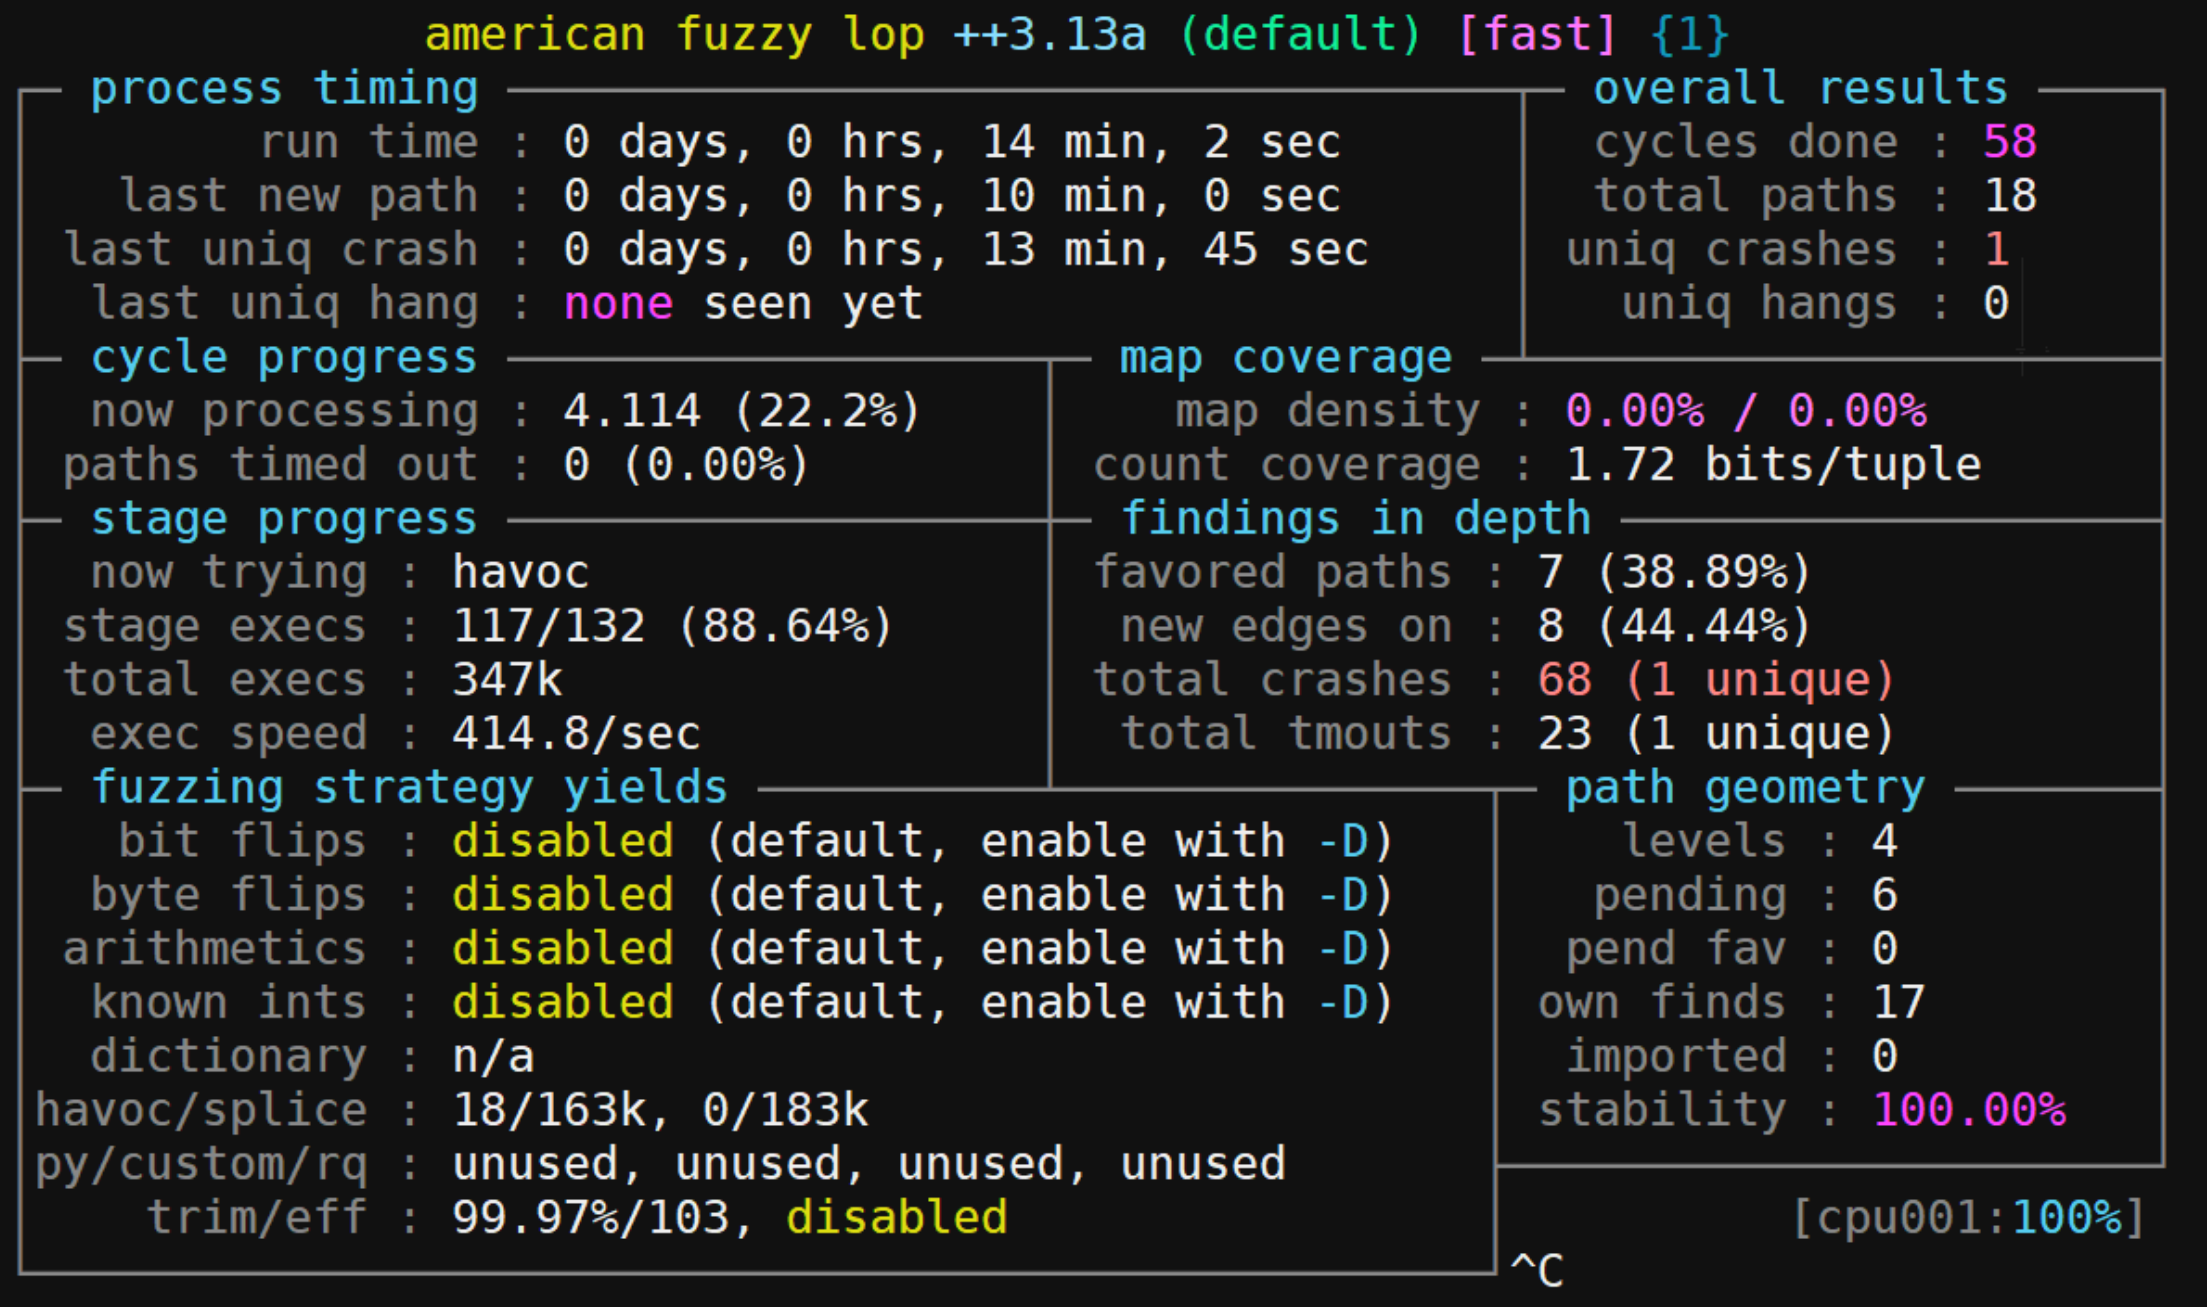 american fuzzy lop ++3.13a (default) [fast] {1}
process timing overall results
run time : 0 days, 0 hrs, 14 min, 2 sec cycles done : 58
last new path : 0 days, 0 hrs, 10 min, 0 sec total paths : 18
last uniq crash : 0 days, 0 hrs, 13 min, 45 sec uniq crashes : 1
last uniq hang : none seen yet uniq hangs : 0
cycle progress map coverage
now processing : 4.114 (22.2%) map density : 0.00% / 0.00%
paths timed out : 0 (0.00%) count coverage : 1.72 bits/tuple
stage progress findings in depth
now trying : havoc favored paths : 7 (38.89%)
stage execs : 117/132 (88.64%) new edges on : 8 (44.44%)
total execs : 347k total crashes : 68 (1 unique)
exec speed : 414.8/sec total tmouts : 23 (1 unique)
fuzzing strategy yields path geometry
bit flips : disabled (default, enable with -D) levels : 4
byte flips : disabled (default, enable with -D) pending : 6
arithmetics : disabled (default, enable with -D) pend fav : 0
known ints : disabled (default, enable with -D) own finds : 17
dictionary : n/a imported : 0
havoc/splice : 18/163k, 0/183k stability : 100.00%
py/custom/rq : unused, unused, unused, unused
trim/eff : 99.97%/103, disabled [cpu001:100%]
^C